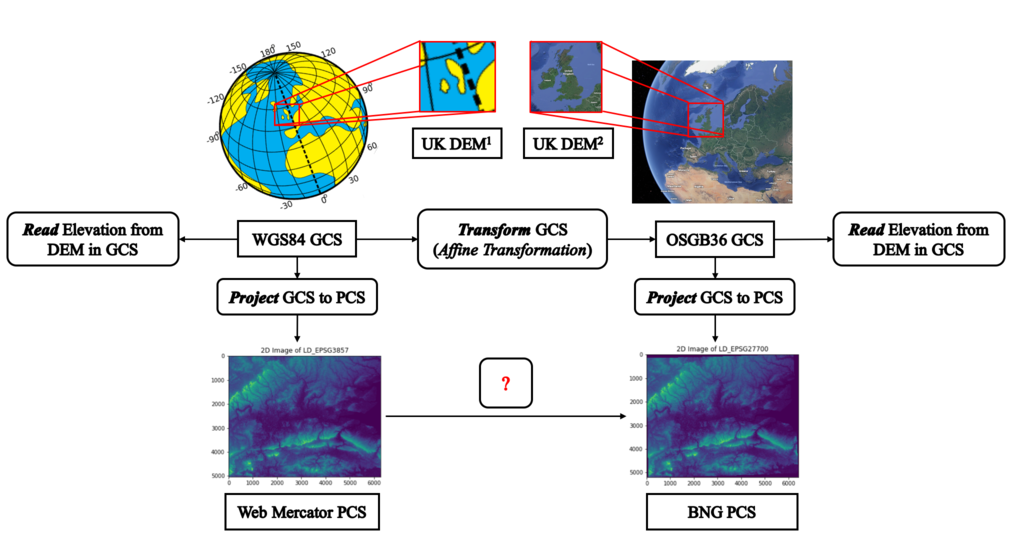 180° 150
-150 120
-120 90
-90 60
-60 30
-30 0°
UK DEM¹ UK DEM²
Read Elevation from
DEM in GCS
WGS84 GCS
Transform GCS
(Affine Transformation)
OSGB36 GCS
Read Elevation from
DEM in GCS
Project GCS to PCS
Project GCS to PCS
2D Image of LD_EPSG3857
0
1000
2000
3000
4000
5000
0 1000 2000 3000 4000 5000 6000
?
2D Image of LD_EPSG27700
0
1000
2000
3000
4000
5000
0 1000 2000 3000 4000 5000 6000
Web Mercator PCS
BNG PCS